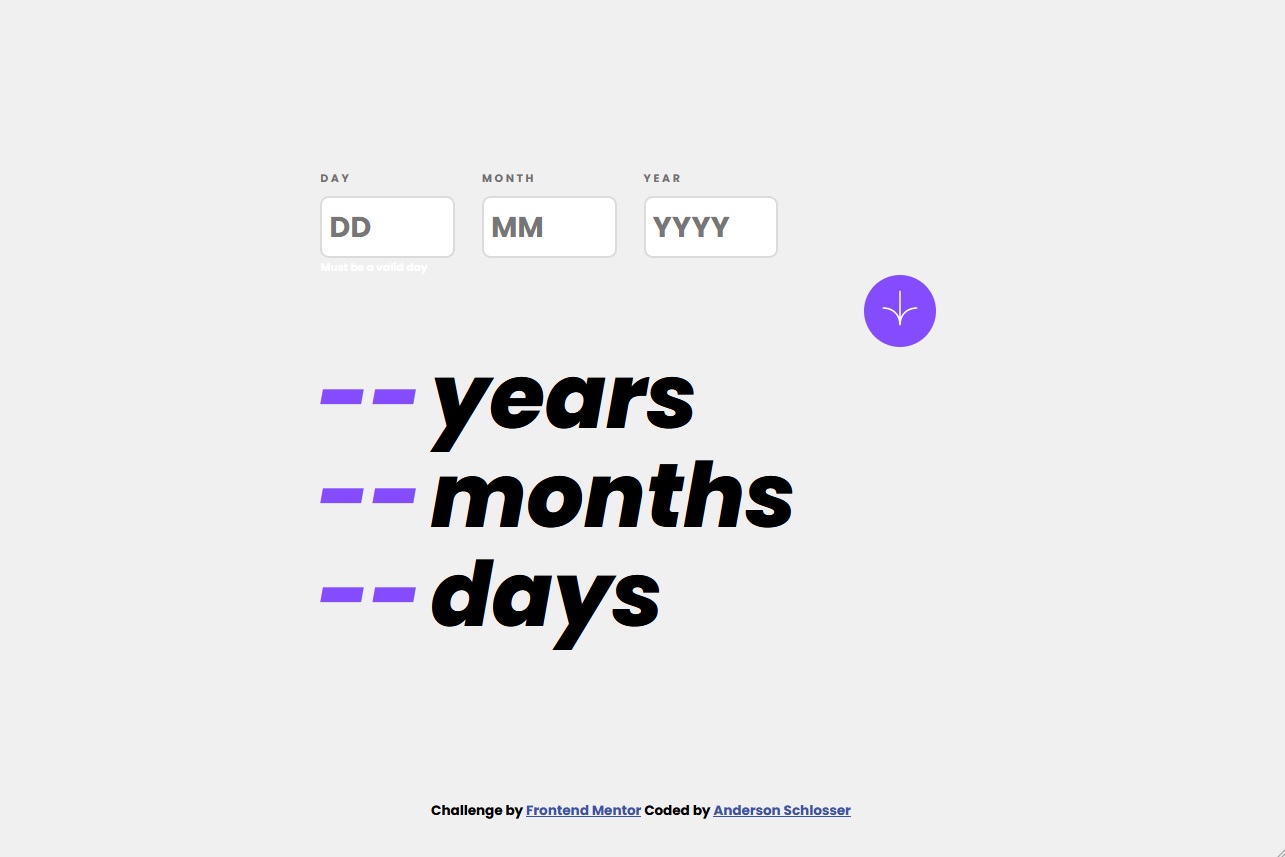 DAY MONTH YEAR
DD MM YYYY
Must be a valid day
-- years
-- months
-- days
Challenge by Frontend Mentor Coded by Anderson Schlosser